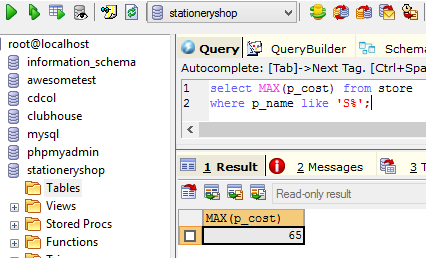 stationeryshop
root@localhost
information_schema
awesometest
cdcol
clubhouse
mysql
phpmyadmin
stationeryshop
Tables
Views
Stored Procs
Functions
Query
QueryBuilder
Schema
Autocomplete: [Tab]->Next Tag. [Ctrl+Spa
1 select MAX(p_cost) from store
2 where p_name like 'S%';
1 Result
2 Messages
3 T
Read-only result
MAX(p_cost)
65